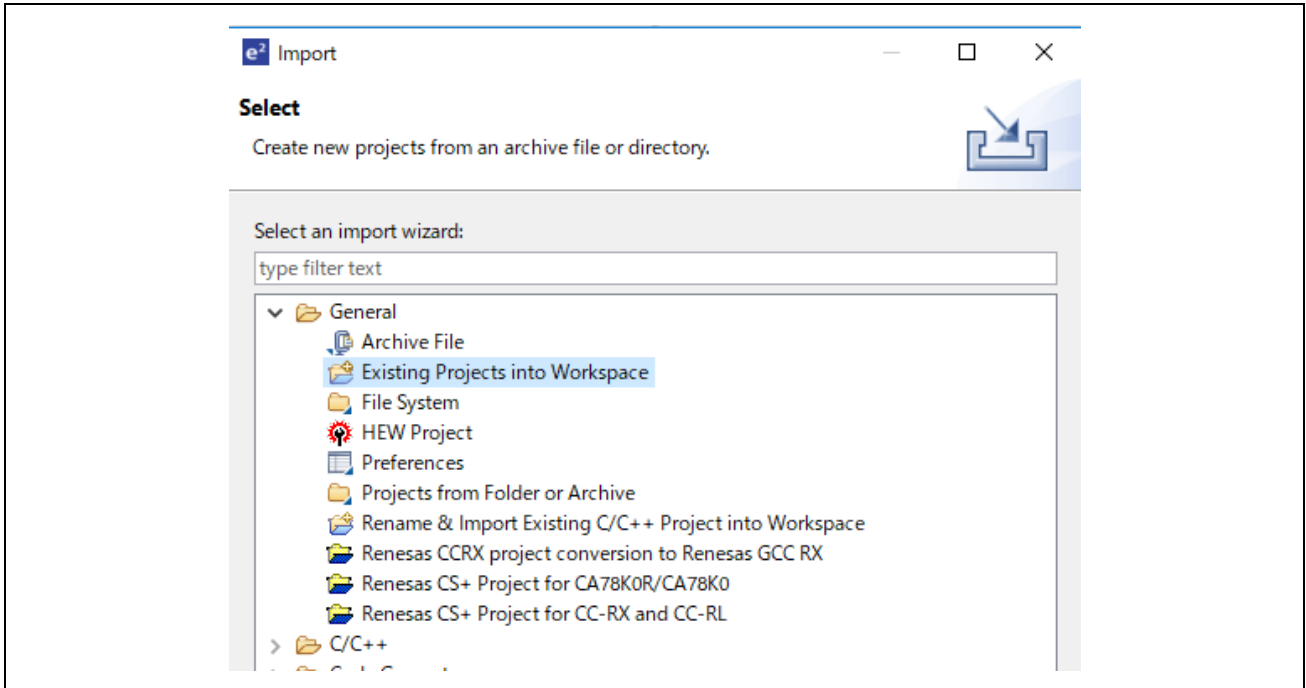 e² Import
Select
Create new projects from an archive file or directory.
Select an import wizard:
type filter text
General
Archive File
Existing Projects into Workspace
File System
HEW Project
Preferences
Projects from Folder or Archive
Rename & Import Existing C/C++ Project into Workspace
Renesas CCRX project conversion to Renesas GCC RX
Renesas CS+ Project for CA78K0R/CA78K0
Renesas CS+ Project for CC-RX and CC-RL
C/C++